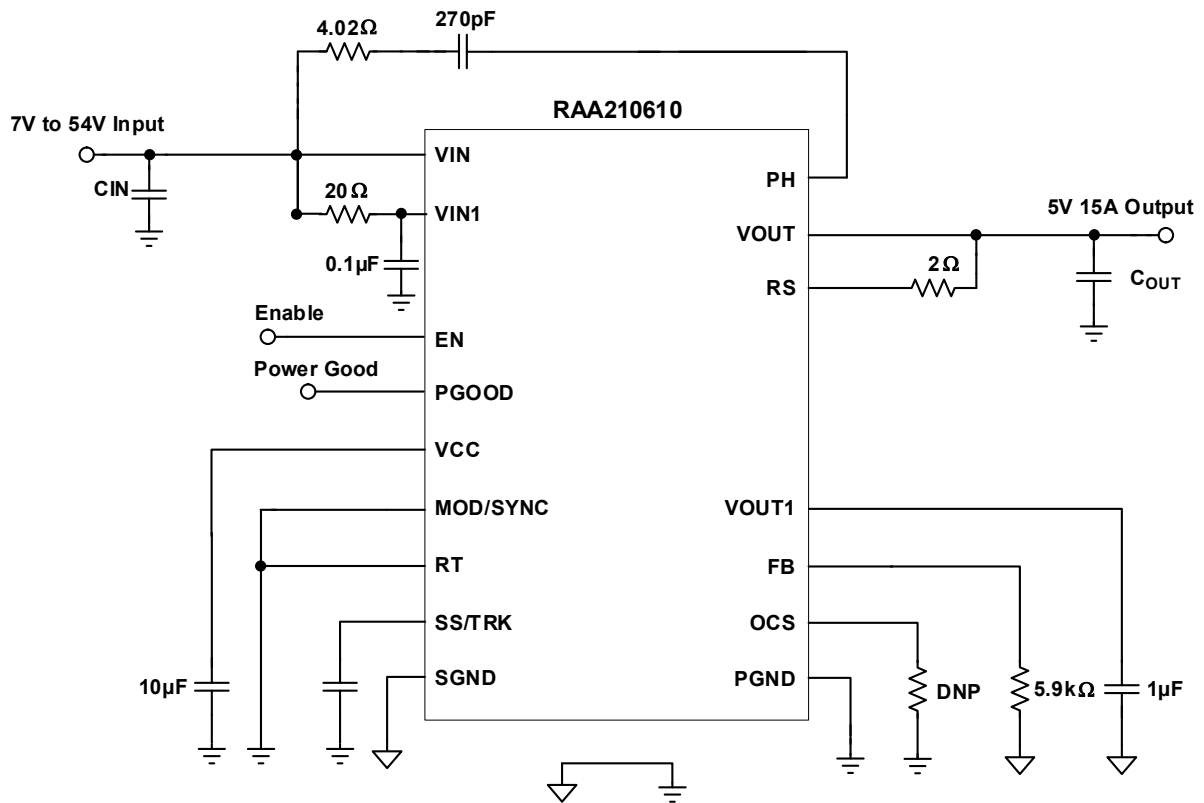 270pF
4.02Ω
RAA210610
7V to 54V Input
VIN
CIN
PH
20Ω
VIN1
5V 15A Output
VOUT
0.1µF
2Ω
RS
COUT
Enable
EN
Power Good
PGOOD
VCC
MOD/SYNC
VOUT1
RT
FB
SS/TRK
OCS
SGND
PGND
10µF
DNP
5.9kΩ
1µF